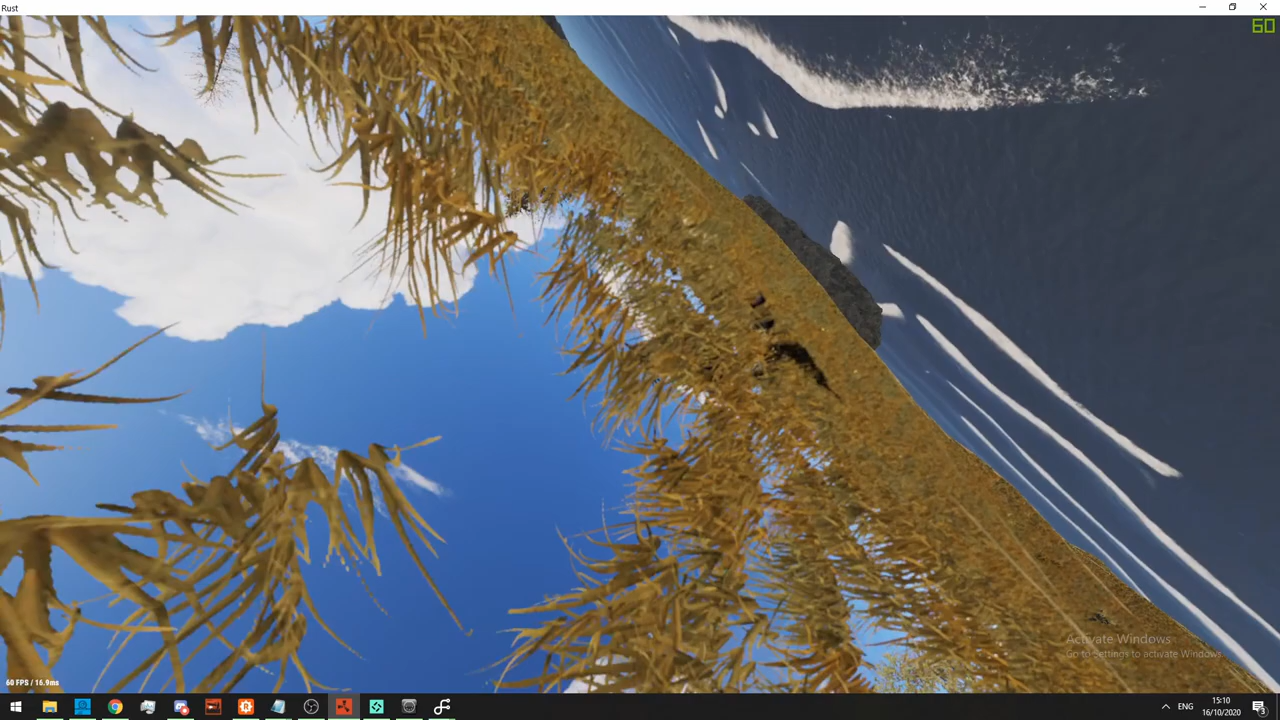 Rust
60
Activate Windows
Go to Settings to activate Windows.
60 FPS / 16.9ms
ENG
15:10
16/10/2020
3